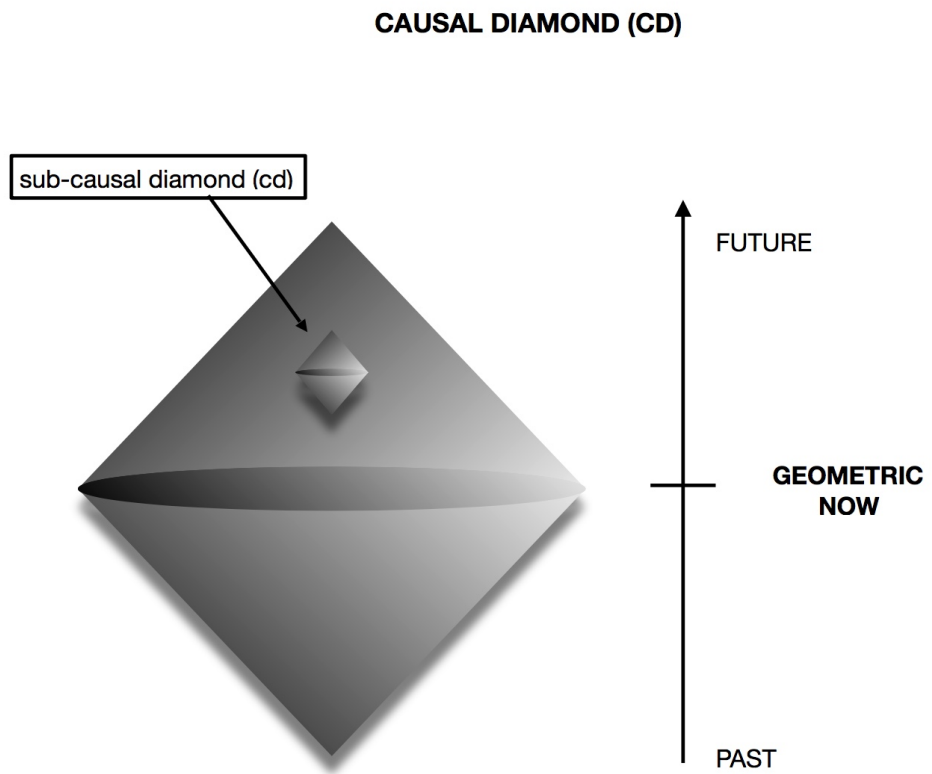 CAUSAL DIAMOND (CD)
sub-causal diamond (cd)
FUTURE
GEOMETRIC
NOW
PAST